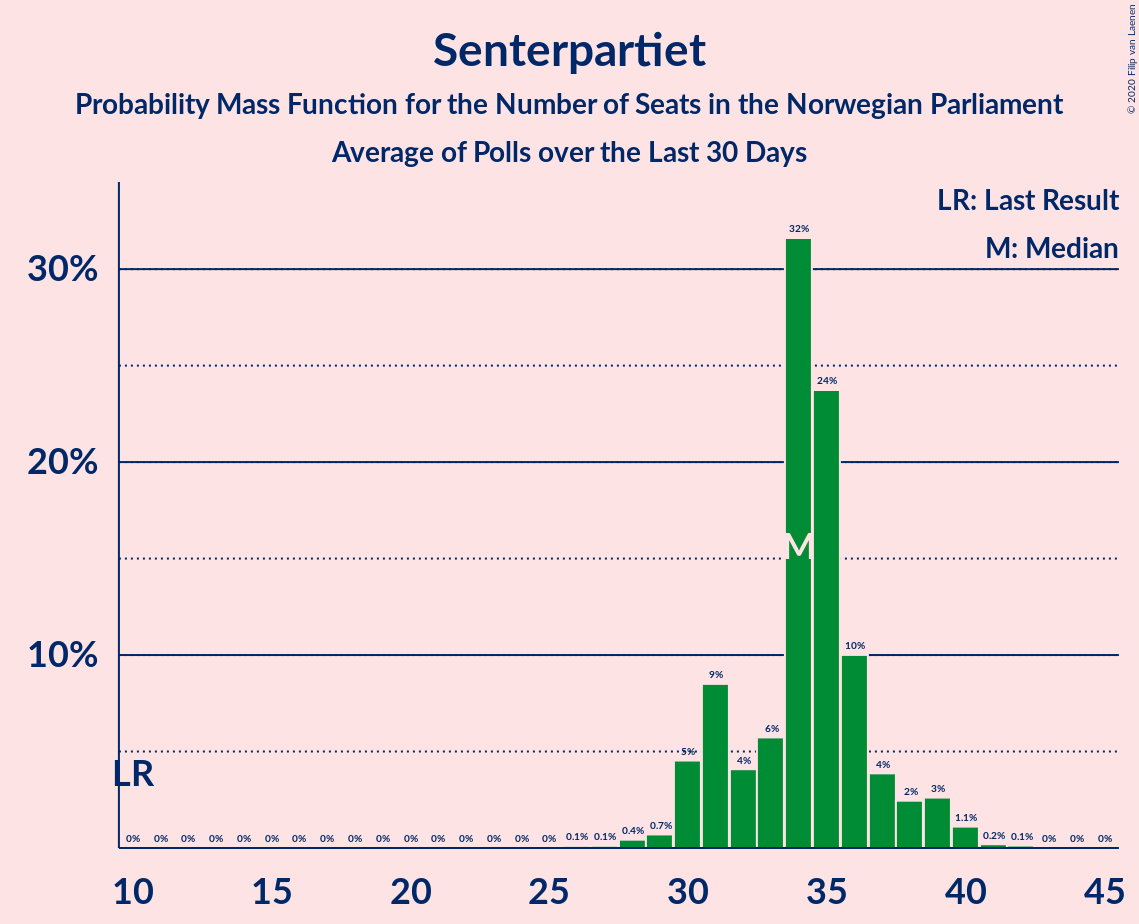 Senterpartiet
Probability Mass Function for the Number of Seats in the Norwegian Parliament
Average of Polls over the Last 30 Days
© 2020 Filip van Laenen
LR: Last Result
M: Median
30%
20%
10%
LR
M
0% 0% 0% 0% 0% 0% 0% 0% 0% 0% 0% 0% 0% 0% 0% 0% 0.1% 0.1% 0.4% 0.7% 5% 9% 4% 6% 32% 24% 10% 4% 2% 3% 1.1% 0.2% 0.1% 0% 0% 0%
10 15 20 25 30 35 40 45